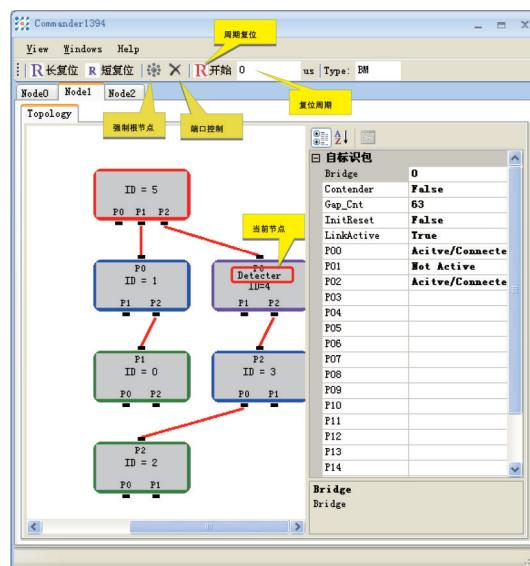 Commander1394
周期复位
View Windows Help
R 长复位 R 短复位 R 开始 0 us Type: BM
复位周期
Node0 Node1 Node2
强制根节点
端口控制
Topology
ID = 5
P0 P1 P2
当前节点
P0
ID = 1
P1 P2
P0
Detecter
ID=4
P1 P2
P1
ID = 0
P0 P2
P2
ID = 3
P0 P1
P2
ID = 2
P0 P1
自标识包
Bridge 0
Contender False
Gap_Cnt 63
InitReset False
LinkActive True
P00 Acitve/Connecte
P01 Not Active
P02 Acitve/Connecte
P03
P04
P05
P06
P07
P08
P09
P10
P11
P12
P13
P14
Bridge
Bridge